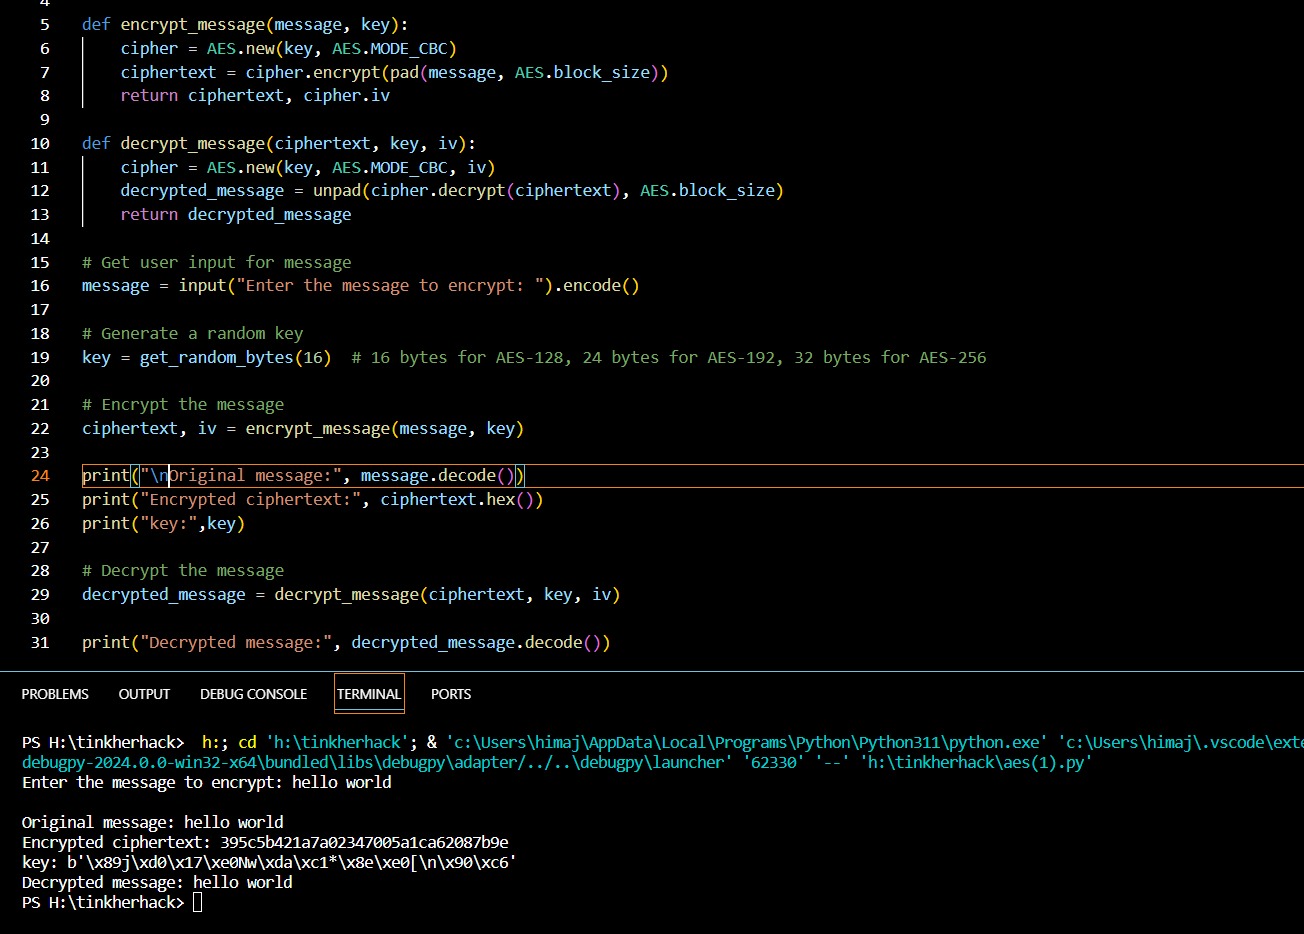 4
5 def encrypt_message(message, key):
6     cipher = AES.new(key, AES.MODE_CBC)
7     ciphertext = cipher.encrypt(pad(message, AES.block_size))
8     return ciphertext, cipher.iv
9
10 def decrypt_message(ciphertext, key, iv):
11     cipher = AES.new(key, AES.MODE_CBC, iv)
12     decrypted_message = unpad(cipher.decrypt(ciphertext), AES.block_size)
13     return decrypted_message
14
15 # Get user input for message
16 message = input("Enter the message to encrypt: ").encode()
17
18 # Generate a random key
19 key = get_random_bytes(16)  # 16 bytes for AES-128, 24 bytes for AES-192, 32 bytes for AES-256
20
21 # Encrypt the message
22 ciphertext, iv = encrypt_message(message, key)
23
24 print("\nOriginal message:", message.decode())
25 print("Encrypted ciphertext:", ciphertext.hex())
26 print("key:",key)
27
28 # Decrypt the message
29 decrypted_message = decrypt_message(ciphertext, key, iv)
30
31 print("Decrypted message:", decrypted_message.decode())
PROBLEMS OUTPUT DEBUG CONSOLE TERMINAL PORTS
PS H:\tinkherhack>  h:; cd 'h:\tinkherhack'; & 'c:\Users\himaj\AppData\Local\Programs\Python\Python311\python.exe' 'c:\Users\himaj\.vscode\exte
debugpy-2024.0.0-win32-x64\bundled\libs\debugpy\adapter/../..\debugpy\launcher' '62330' '--' 'h:\tinkherhack\aes(1).py'
Enter the message to encrypt: hello world
Original message: hello world
Encrypted ciphertext: 395c5b421a7a02347005a1ca62087b9e
key: b'\x89j\xd0\x17\xe0Nw\xda\xc1*\x8e\xe0[\n\x90\xc6'
Decrypted message: hello world
PS H:\tinkherhack>